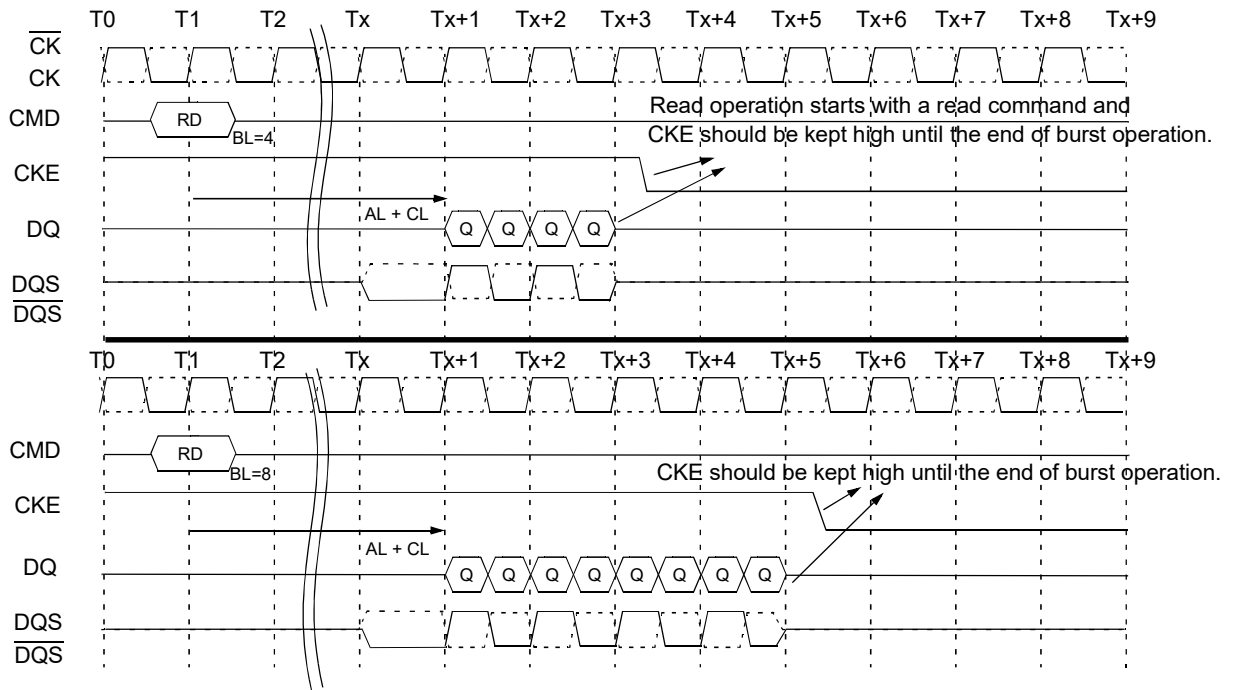 T0 T1 T2 Tx Tx+1 Tx+2 Tx+3 Tx+4 Tx+5 Tx+6 Tx+7 Tx+8 Tx+9
CK
CK
CMD RD BL=4
Read operation starts with a read command and
CKE should be kept high until the end of burst operation.
CKE
AL + CL
DQ Q Q Q Q
DQS
DQS
T0 T1 T2 Tx Tx+1 Tx+2 Tx+3 Tx+4 Tx+5 Tx+6 Tx+7 Tx+8 Tx+9
CMD RD BL=8
CKE should be kept high until the end of burst operation.
CKE
AL + CL
DQ Q Q Q Q Q Q Q Q
DQS
DQS